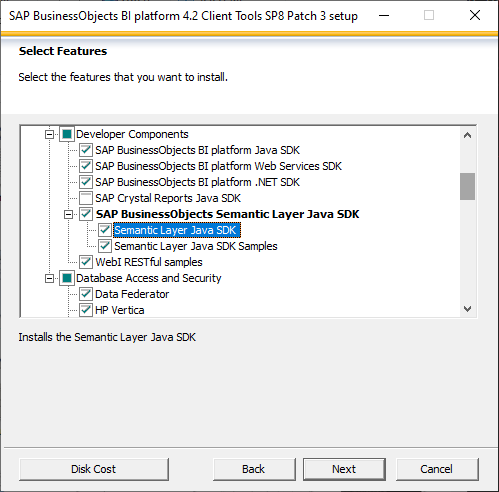 SAP BusinessObjects BI platform 4.2 Client Tools SP8 Patch 3 setup
Select Features
Select the features that you want to install.
Developer Components
SAP BusinessObjects BI platform Java SDK
SAP BusinessObjects BI platform Web Services SDK
SAP BusinessObjects BI platform .NET SDK
SAP Crystal Reports Java SDK
SAP BusinessObjects Semantic Layer Java SDK
Semantic Layer Java SDK
Semantic Layer Java SDK Samples
WebI RESTful samples
Database Access and Security
Data Federator
HP Vertica
Installs the Semantic Layer Java SDK
Disk Cost Back Next Cancel